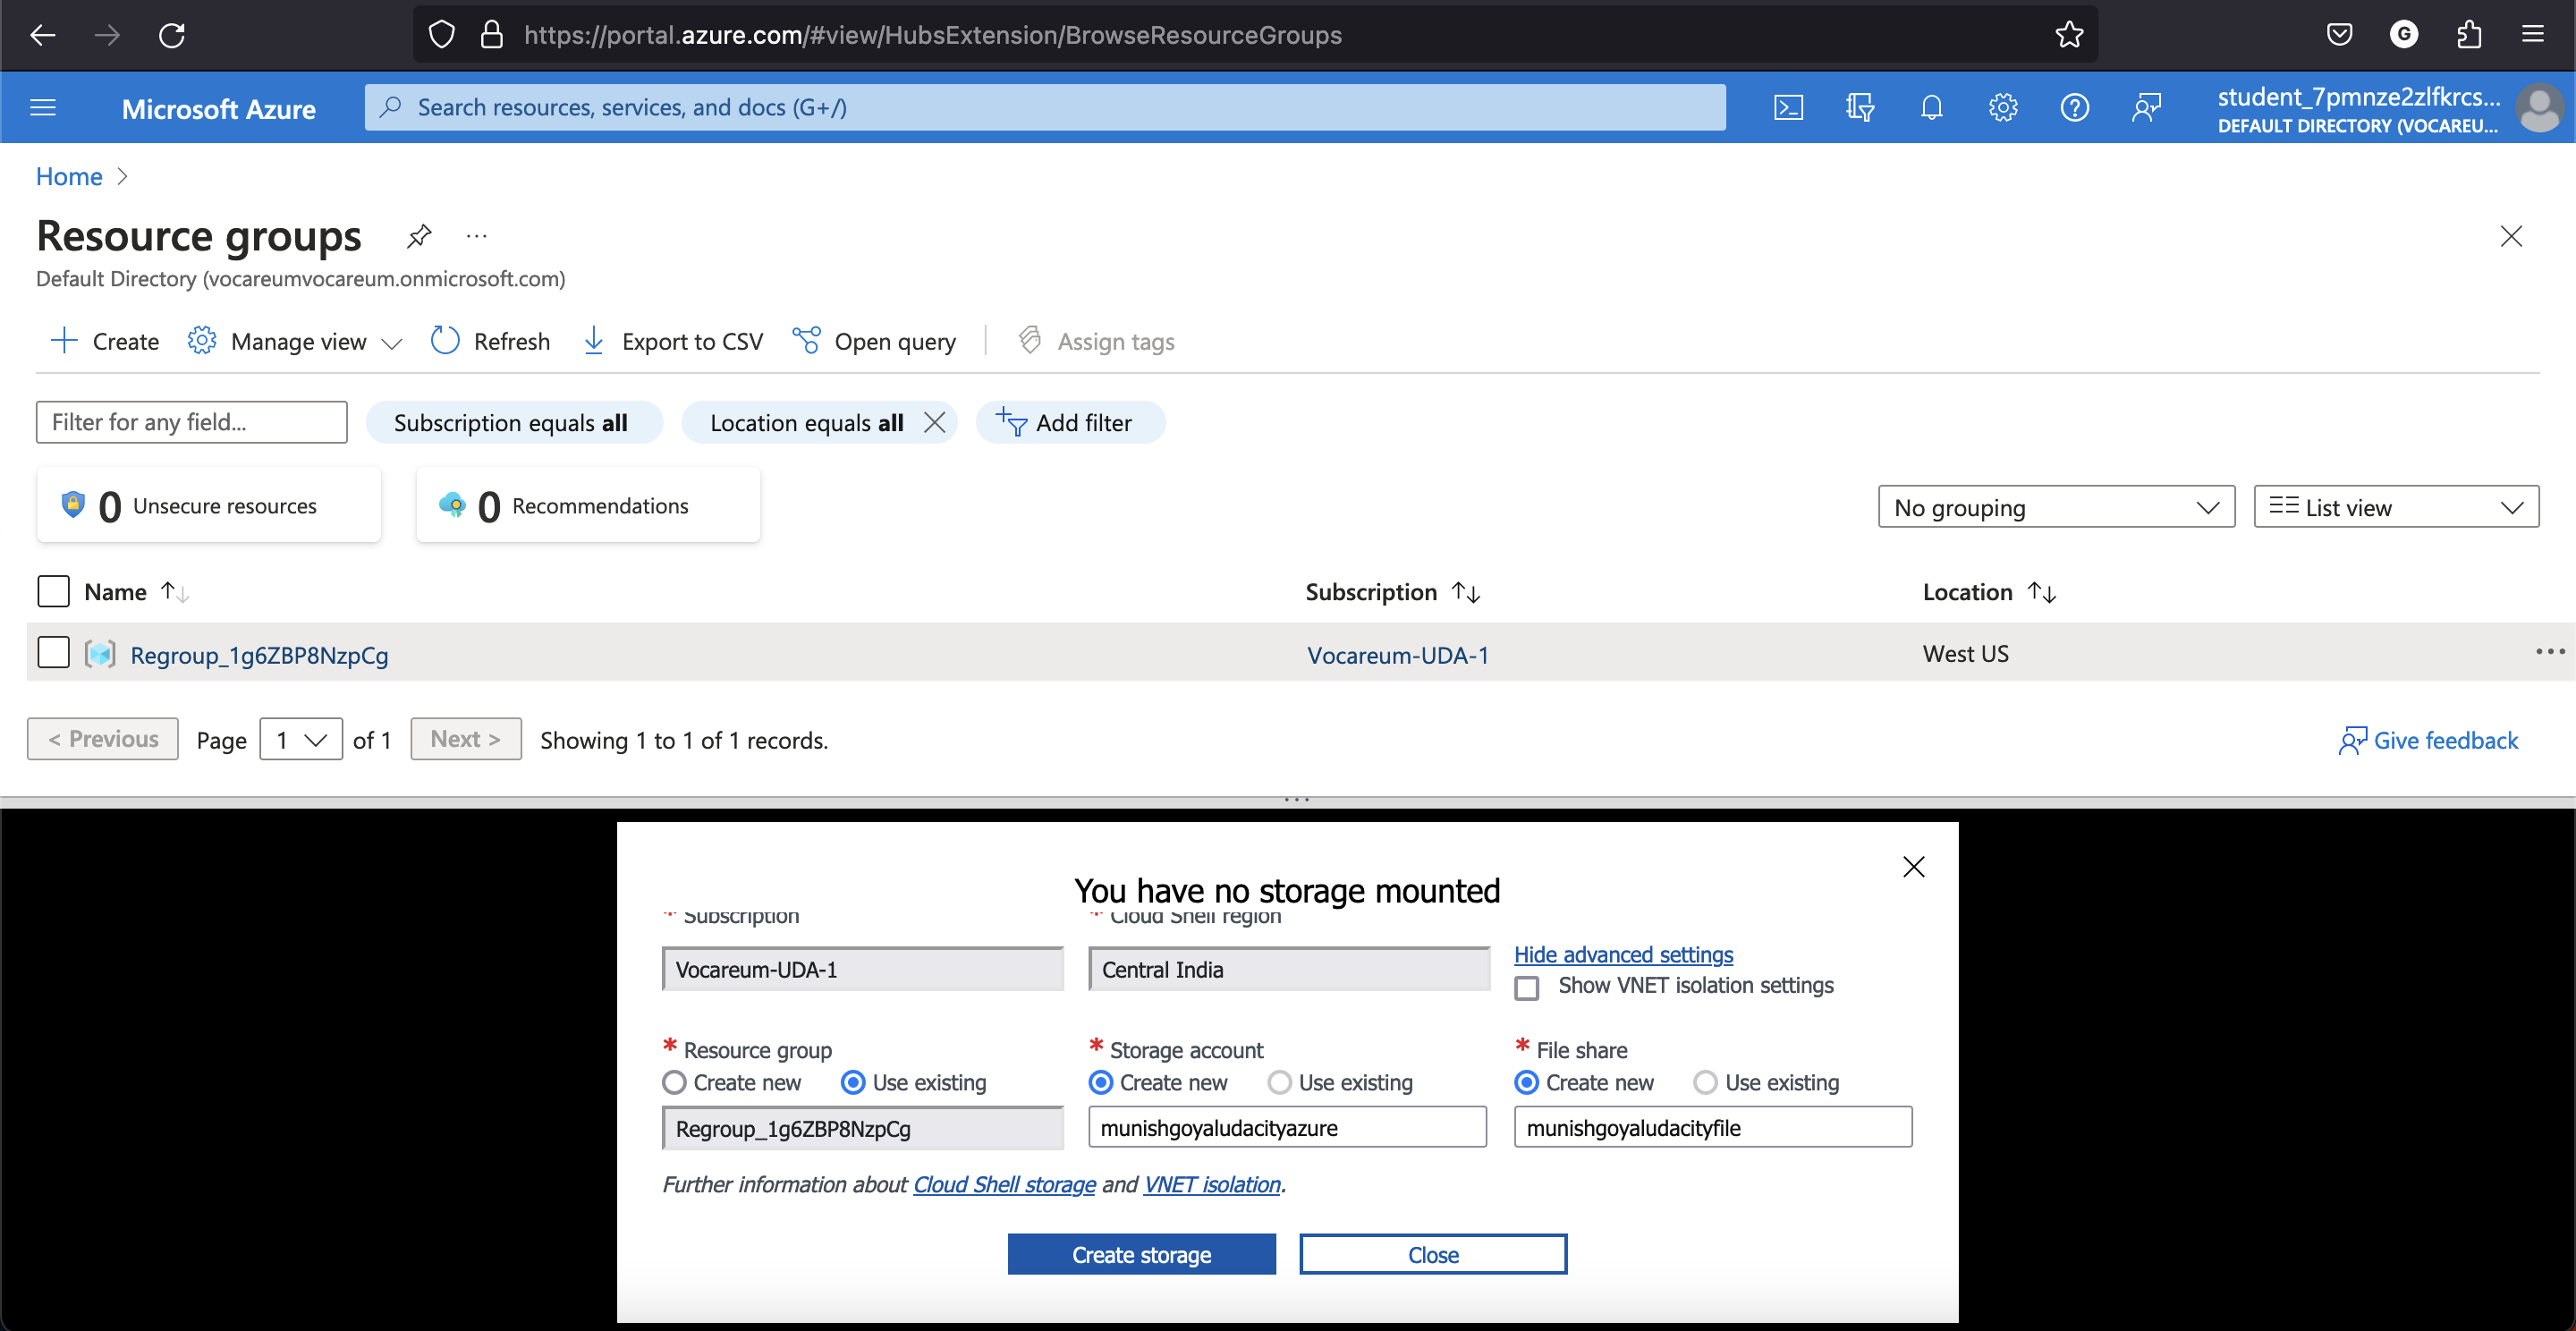 https://portal.azure.com/#view/HubsExtension/BrowseResourceGroups
G
Microsoft Azure
Search resources, services, and docs (G+/)
student_7pmnze2zlfkrcs...
DEFAULT DIRECTORY (VOCAREU...
Home >
Resource groups ...
Default Directory (vocareumvocareum.onmicrosoft.com)
Create Manage view Refresh Export to CSV Open query Assign tags
Filter for any field... Subscription equals all Location equals all Add filter
0 Unsecure resources 0 Recommendations No grouping List view
Name Subscription Location
Regroup_1g6ZBP8NzpCg Vocareum-UDA-1 West US ...
< Previous Page 1 of 1 Next > Showing 1 to 1 of 1 records. Give feedback
You have no storage mounted
* Subscription * Cloud Shell region
Hide advanced settings
Vocareum-UDA-1 Central India
Show VNET isolation settings
* Resource group * Storage account * File share
Create new Use existing Create new Use existing Create new Use existing
Regroup_1g6ZBP8NzpCg munishgoyaludacityazure munishgoyaludacityfile
Further information about Cloud Shell storage and VNET isolation.
Create storage Close